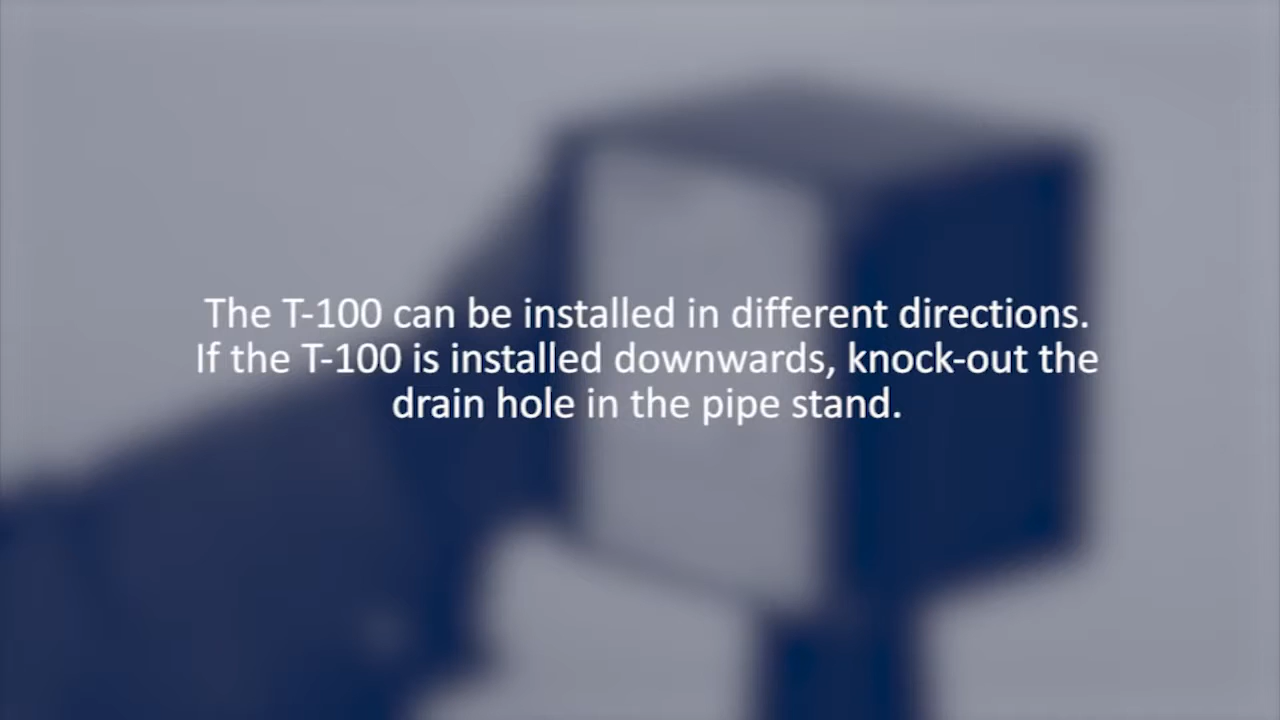 The T-100 can be installed in different directions.
If the T-100 is installed downwards, knock-out the
drain hole in the pipe stand.